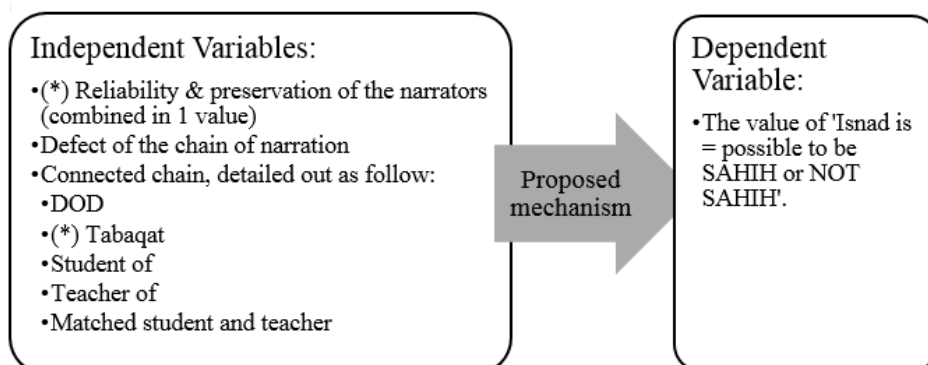 Independent Variables:
•(*) Reliability & preservation of the narrators
(combined in 1 value)
•Defect of the chain of narration
•Connected chain, detailed out as follow:
•DOD
•(*) Tabaqat
•Student of
•Teacher of
•Matched student and teacher
Proposed
mechanism
Dependent
Variable:
•The value of 'Isnad is
= possible to be
SAHIH or NOT
SAHIH'.